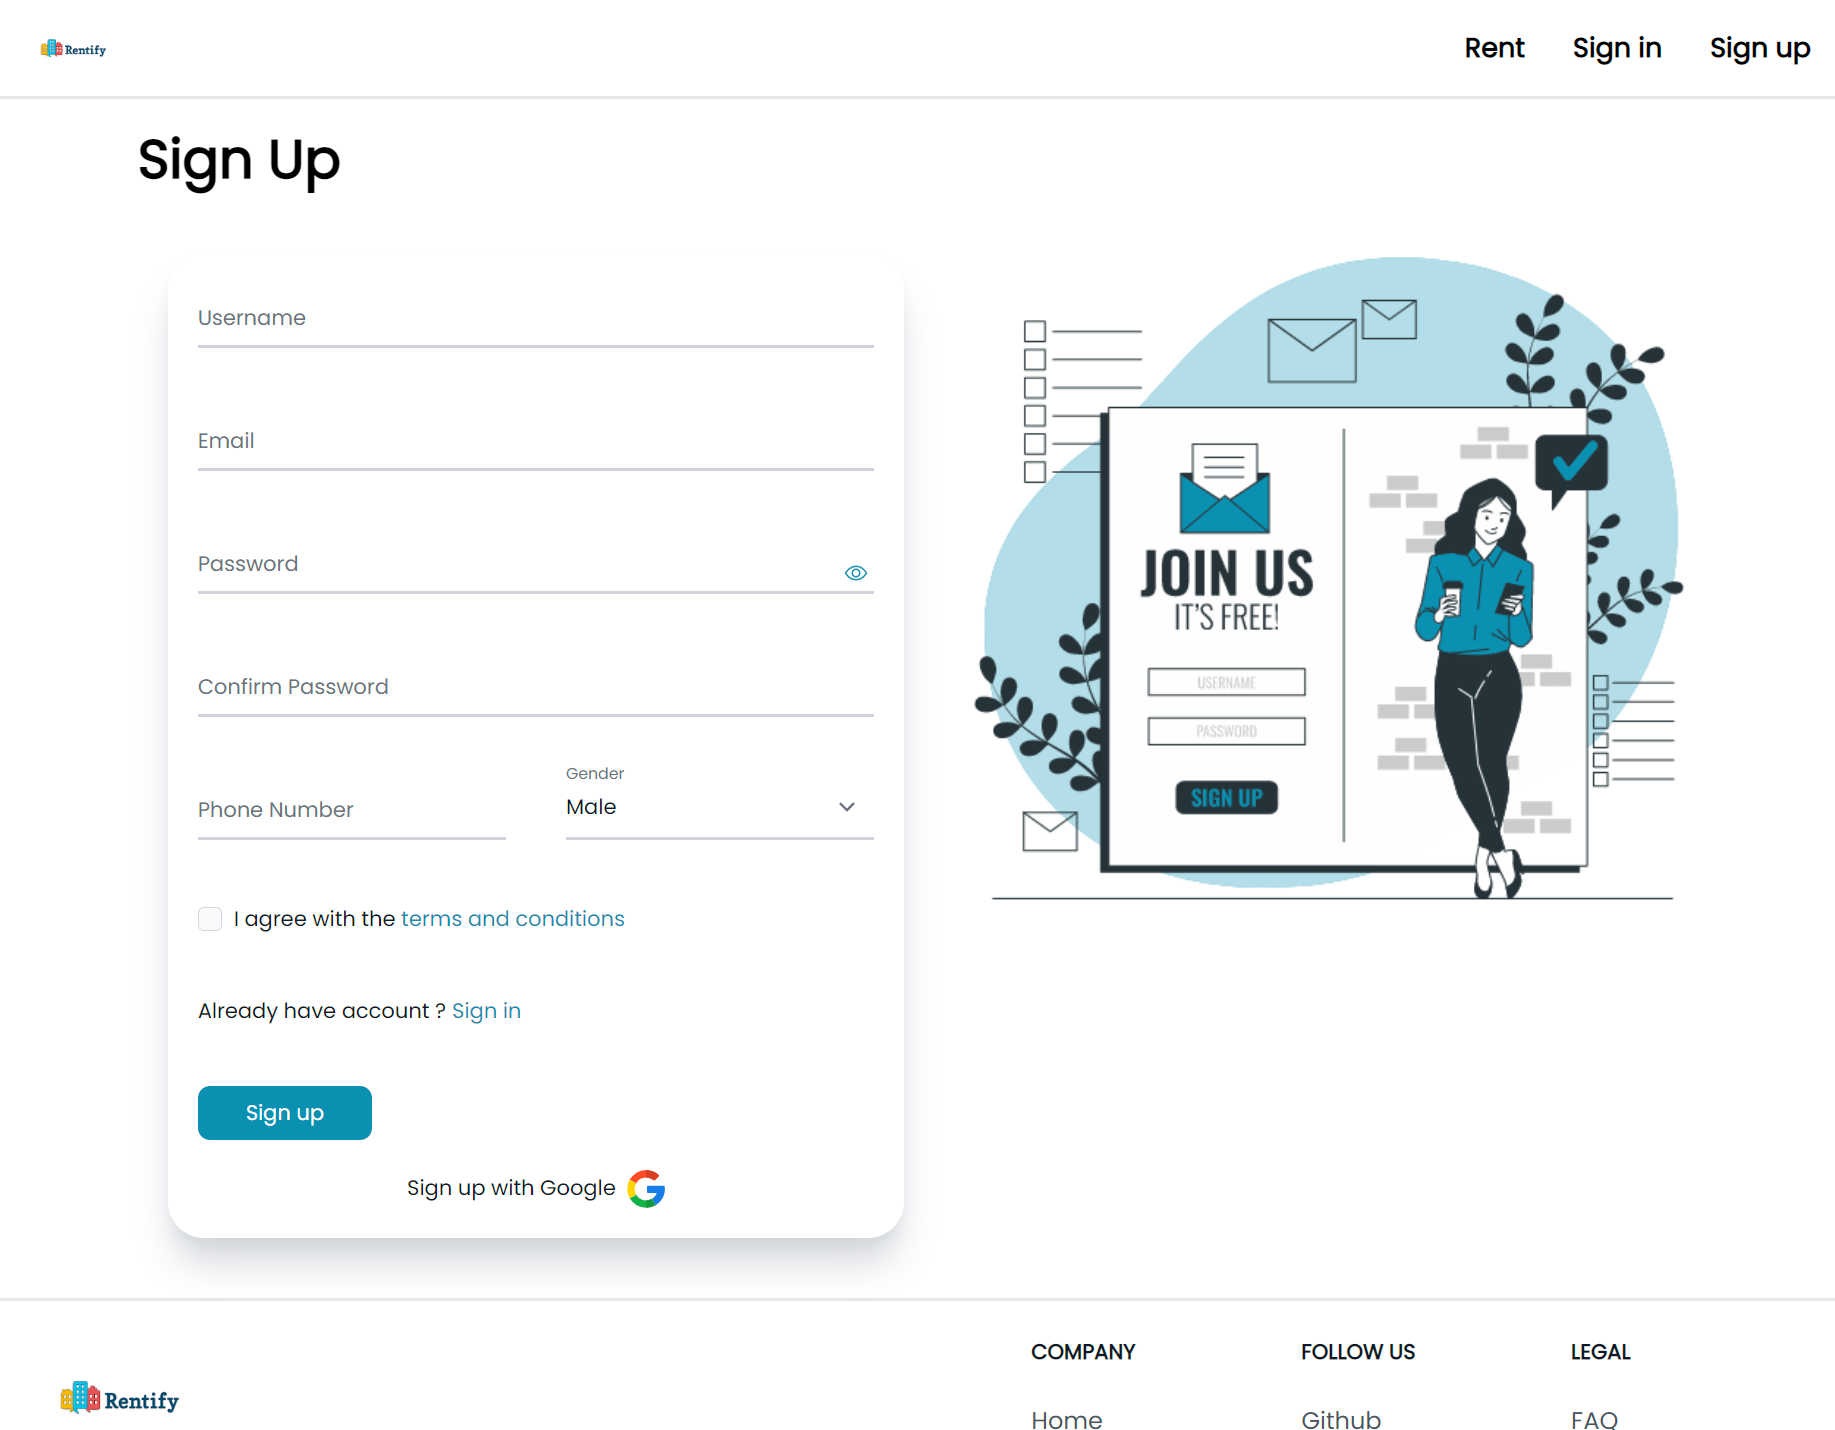 Rentify
Rent
Sign in
Sign up
Sign Up
Username
Email
Password
Confirm Password
Phone Number
Gender
Male
I agree with the terms and conditions
Already have account ? Sign in
Sign up
Sign up with Google
JOIN US
IT'S FREE!
USERNAME
PASSWORD
SIGN UP
Rentify
COMPANY
Home
FOLLOW US
Github
LEGAL
FAQ